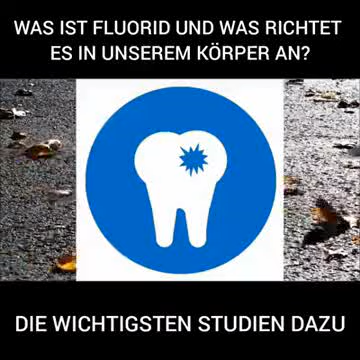 WAS IST FLUORID UND WAS RICHTET
ES IN UNSEREM KÖRPER AN?
DIE WICHTIGSTEN STUDIEN DAZU